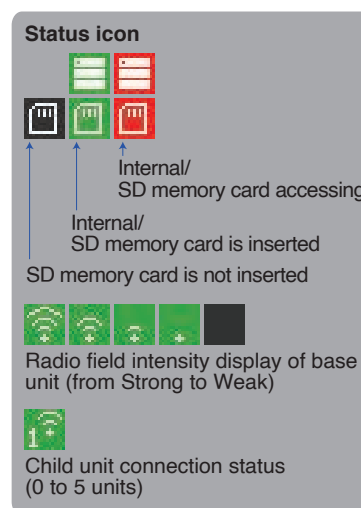 Status icon
Internal/
SD memory card accessing
Internal/
SD memory card is inserted
SD memory card is not inserted
Radio field intensity display of base
unit (from Strong to Weak)
1
Child unit connection status
(0 to 5 units)